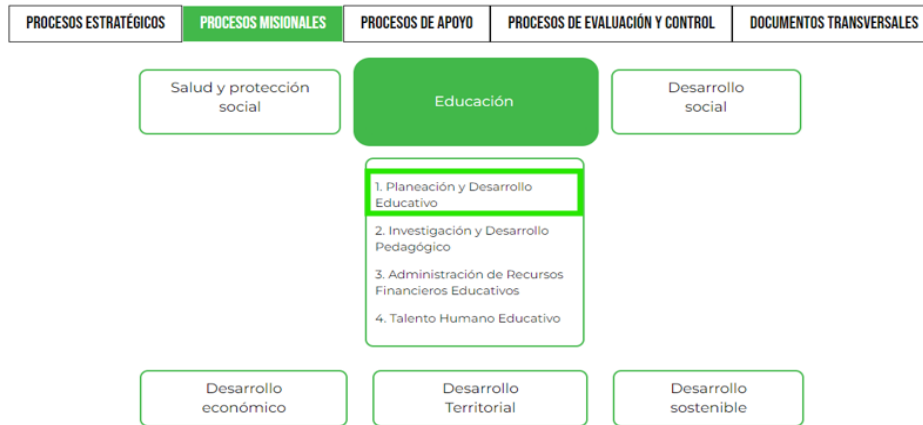 PROCESOS ESTRATÉGICOS PROCESOS MISIONALES PROCESOS DE APOYO PROCESOS DE EVALUACIÓN Y CONTROL DOCUMENTOS TRANSVERSALES
Salud y protección
social
Educación
Desarrollo
social
1. Planeación y Desarrollo
Educativo
2. Investigación y Desarrollo
Pedagógico
3. Administración de Recursos
Financieros Educativos
4. Talento Humano Educativo
Desarrollo
económico
Desarrollo
Territorial
Desarrollo
sostenible